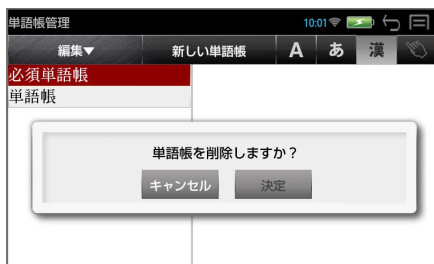 単語帳管理 10:01
編集▼ 新しい単語帳 A あ 漢
必須単語帳
単語帳
単語帳を削除しますか？
キャンセル 決定